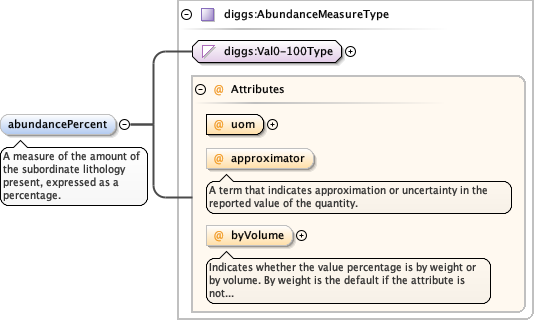 diggs:AbundanceMeasureType
diggs:Val0-100Type
@ Attributes
abundancePercent
A measure of the amount of
the subordinate lithology
present, expressed as a
percentage.
@ uom
@ approximator
A term that indicates approximation or uncertainty in the
reported value of the quantity.
@ byVolume
Indicates whether the value percentage is by weight or
by volume. By weight is the default if the attribute is
not...